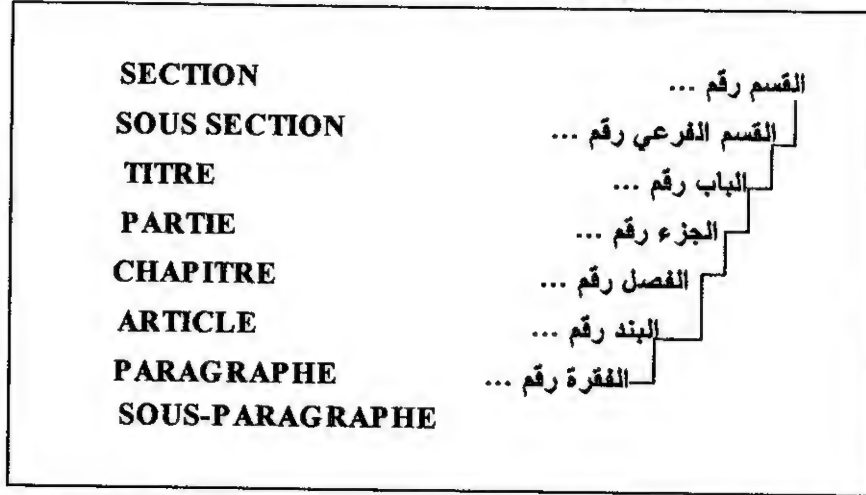 SECTION القسم رقم ...
SOUS SECTION القسم الفرعي رقم ...
TITRE الباب رقم ...
PARTIE الجزء رقم ...
CHAPITRE الفصل رقم ...
ARTICLE البند رقم ...
PARAGRAPHE الفقرة رقم ...
SOUS-PARAGRAPHE